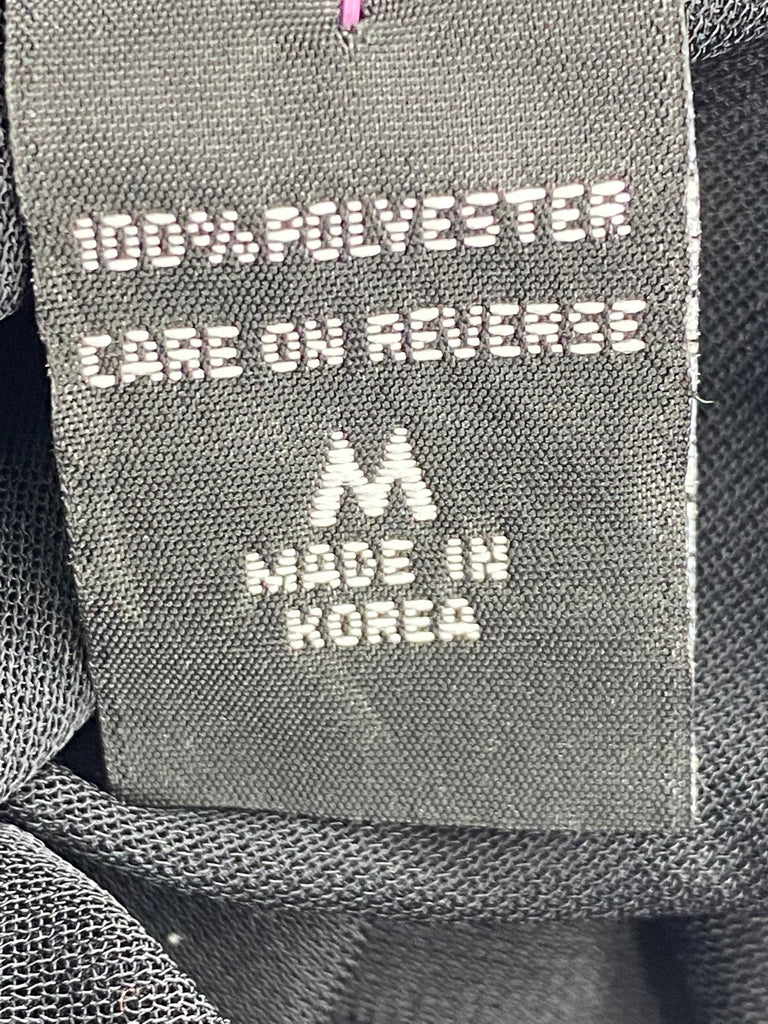 100% POLYESTER
CARE ON REVERSE
M
MADE IN
KOREA